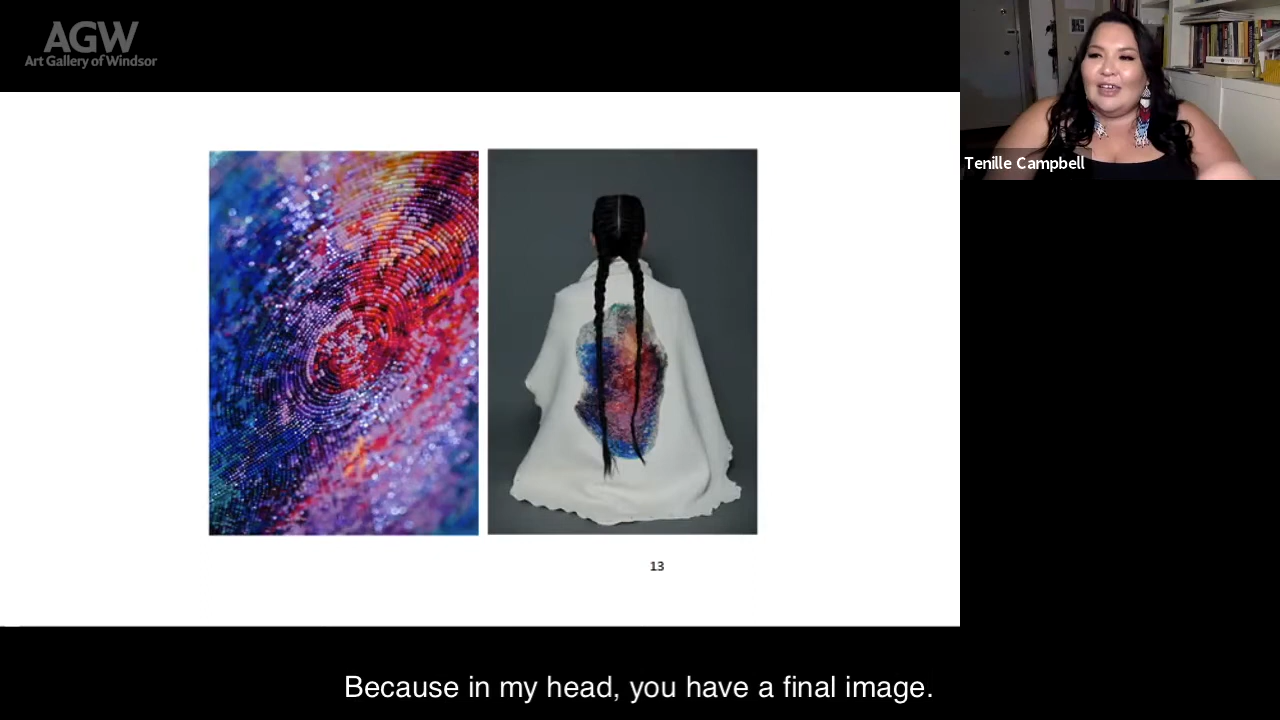 AGW
Art Gallery of Windsor
Tenille Campbell
13
Because in my head, you have a final image.